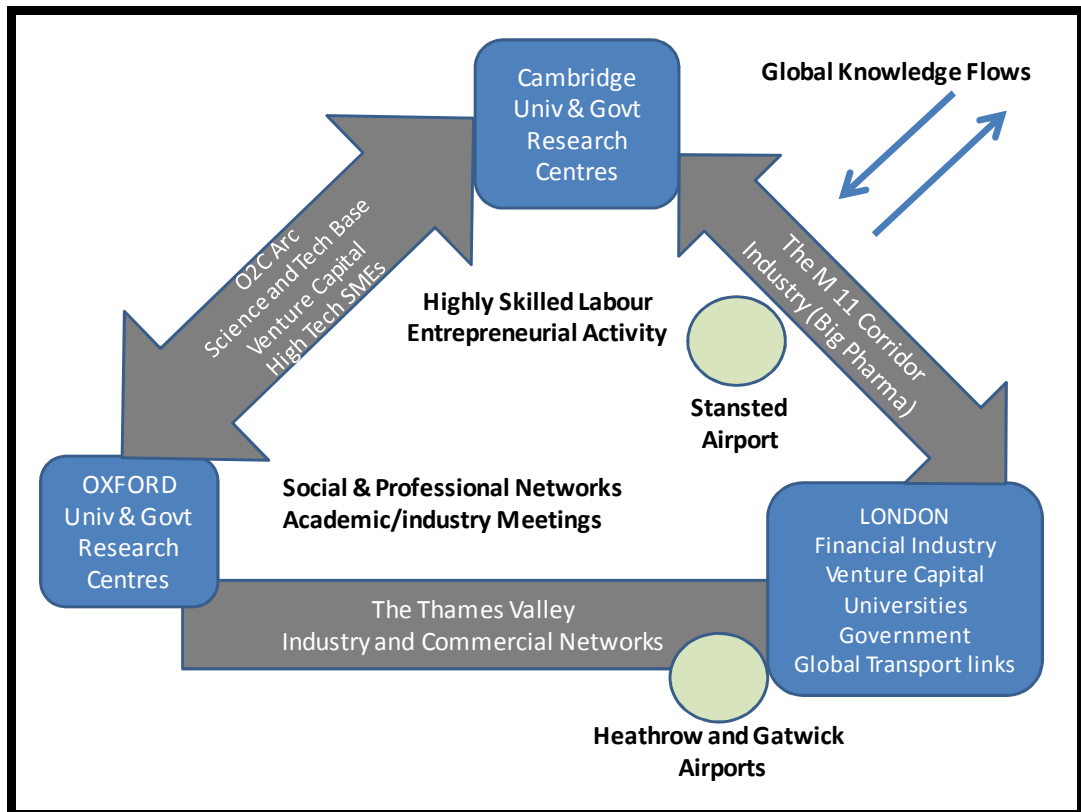 Cambridge
Univ & Govt
Research
Centres
Global Knowledge Flows
O2C Arc
Science and Tech Base
Venture Capital
High Tech SMEs
The M 11 Corridor
Industry (Big Pharma)
Highly Skilled Labour
Entrepreneurial Activity
Stansted
Airport
OXFORD
Univ & Govt
Research
Centres
Social & Professional Networks
Academic/industry Meetings
LONDON
Financial Industry
Venture Capital
Universities
Government
Global Transport links
The Thames Valley
Industry and Commercial Networks
Heathrow and Gatwick
Airports